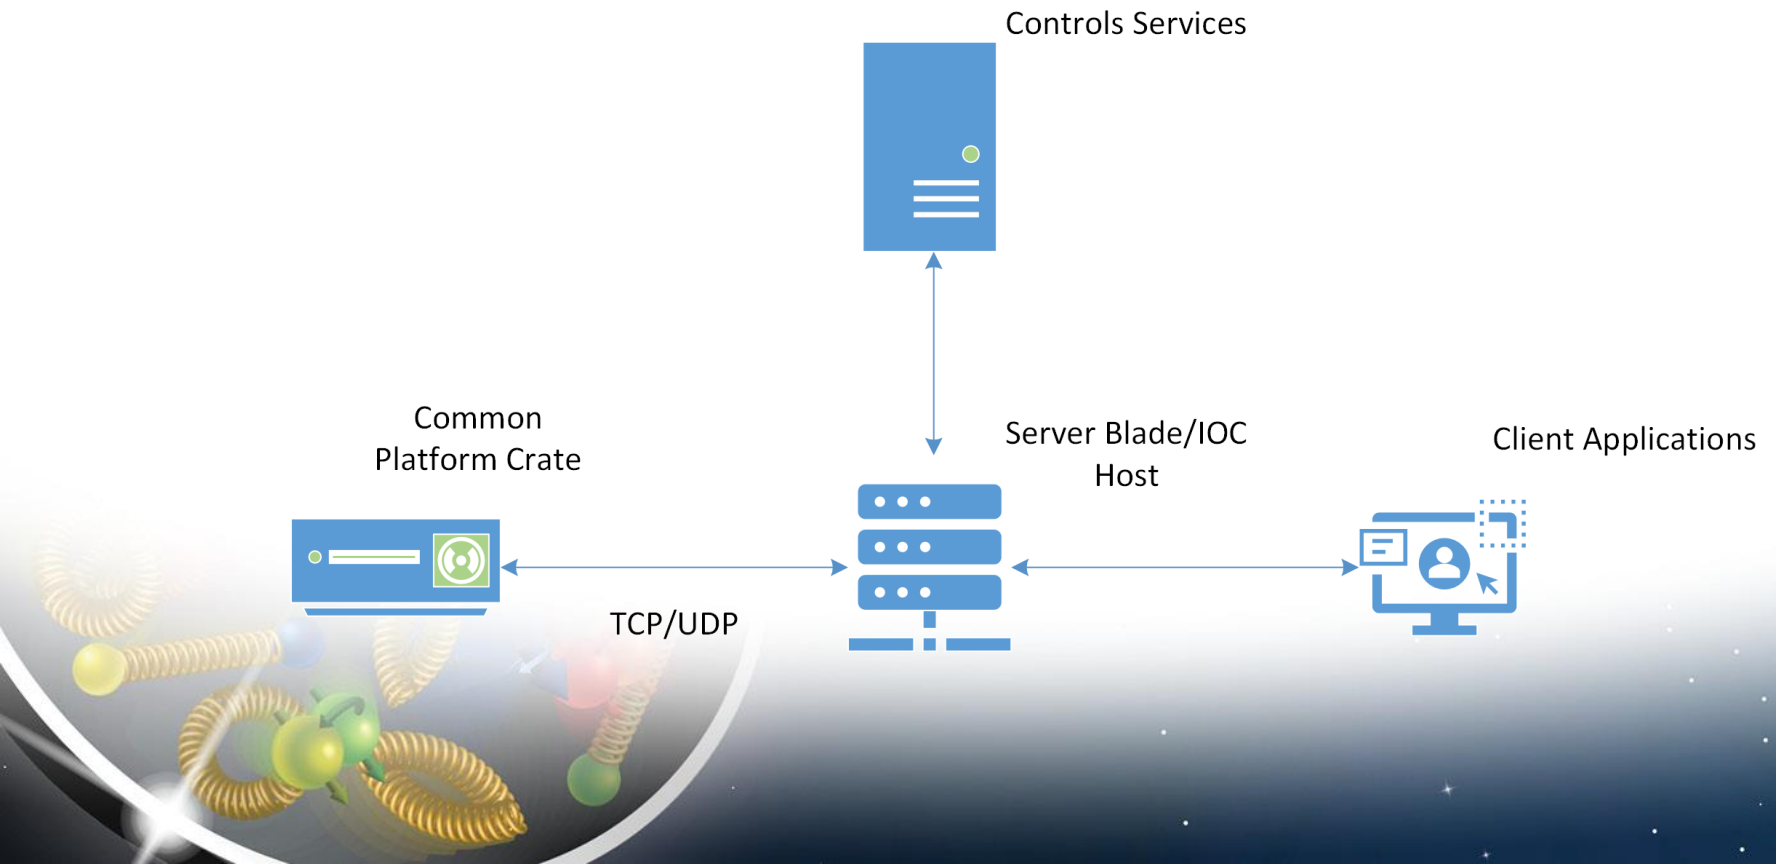 Controls Services
Common
Platform Crate
Server Blade/IOC
Host
Client Applications
TCP/UDP